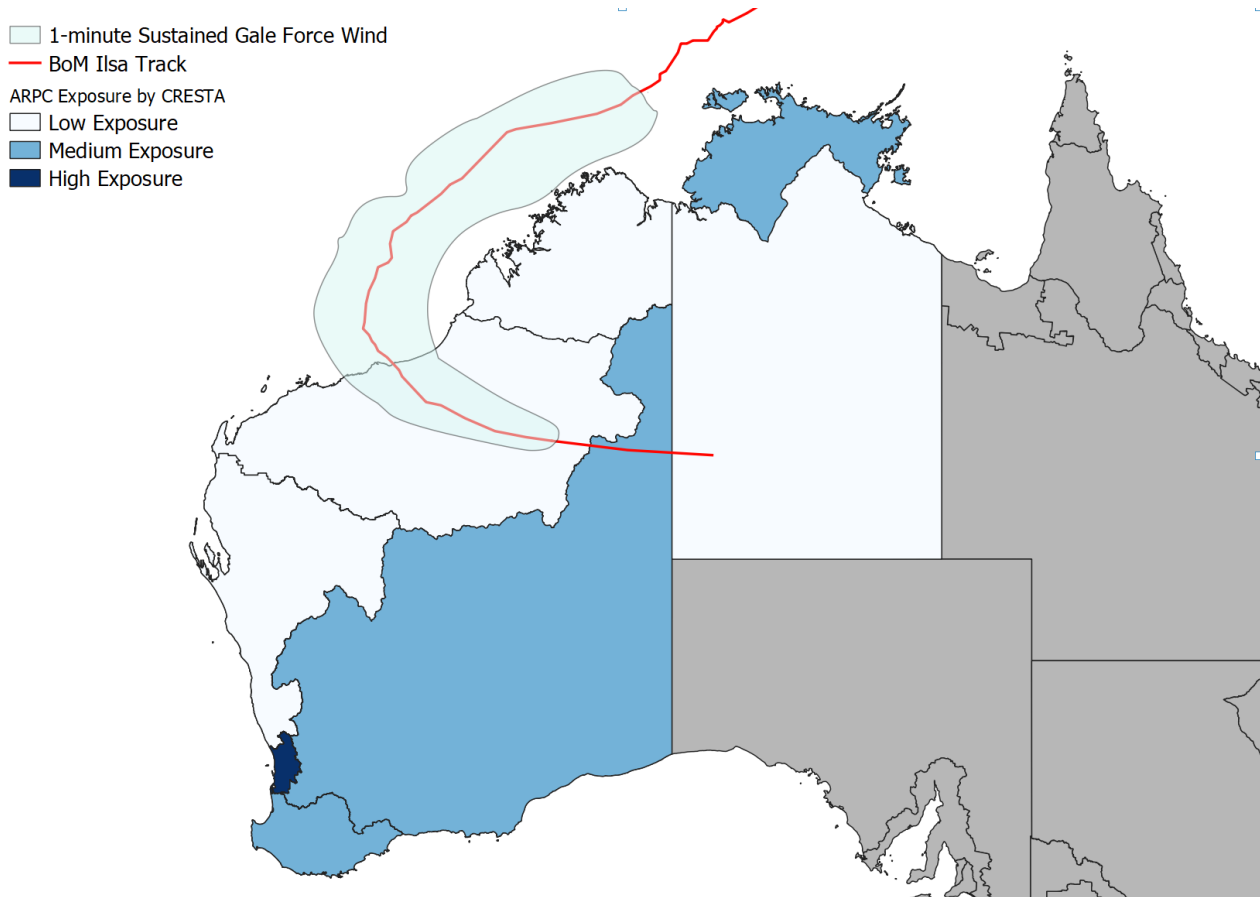 1-minute Sustained Gale Force Wind
BoM Ilsa Track
ARPC Exposure by CRESTA
Low Exposure
Medium Exposure
High Exposure